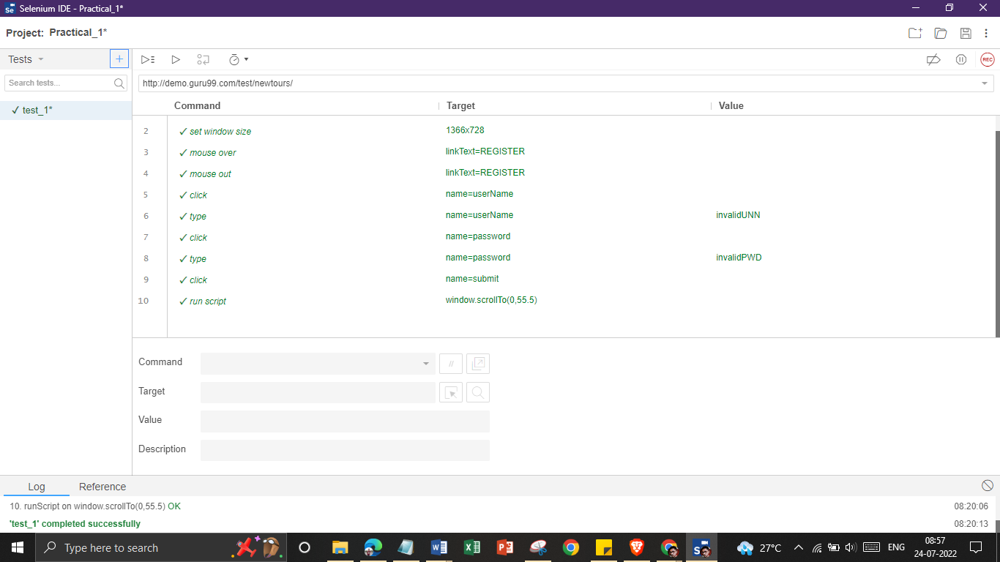 Selenium IDE - Practical_1*
Project: Practical_1*
Tests
Search tests...
✓ test_1*
REC
http://demo.guru99.com/test/newtours/
Command Target Value
2 ✓ set window size 1366x728
3 ✓ mouse over linkText=REGISTER
4 ✓ mouse out linkText=REGISTER
5 ✓ click name=userName
6 ✓ type name=userName invalidUNN
7 ✓ click name=password
8 ✓ type name=password invalidPWD
9 ✓ click name=submit
10 ✓ run script window.scrollTo(0,55.5)
Command //
Target
Value
Description
Log Reference
10. runScript on window.scrollTo(0,55.5) OK 08:20:06
'test_1' completed successfully 08:20:13
Type here to search 27°C ENG 08:57
24-07-2022